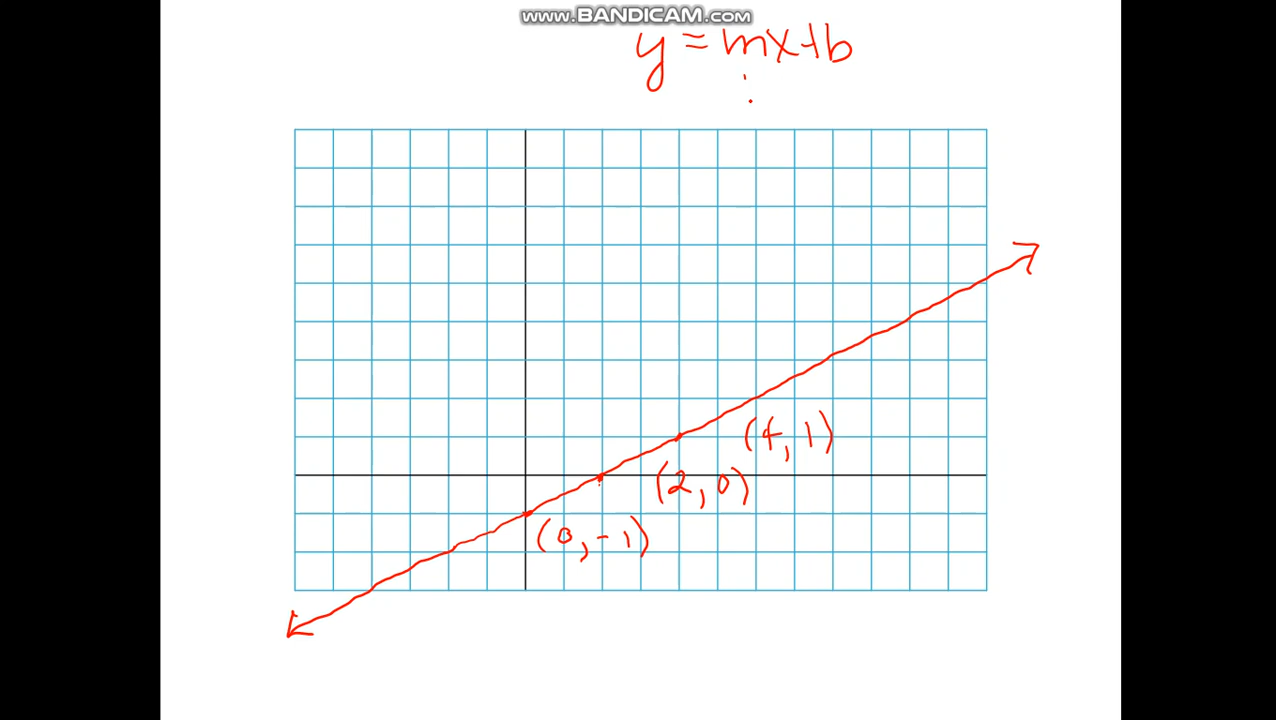 www.BANDICAM.com
y = mx+b
(4, 1)
(2, 0)
(0, -1)